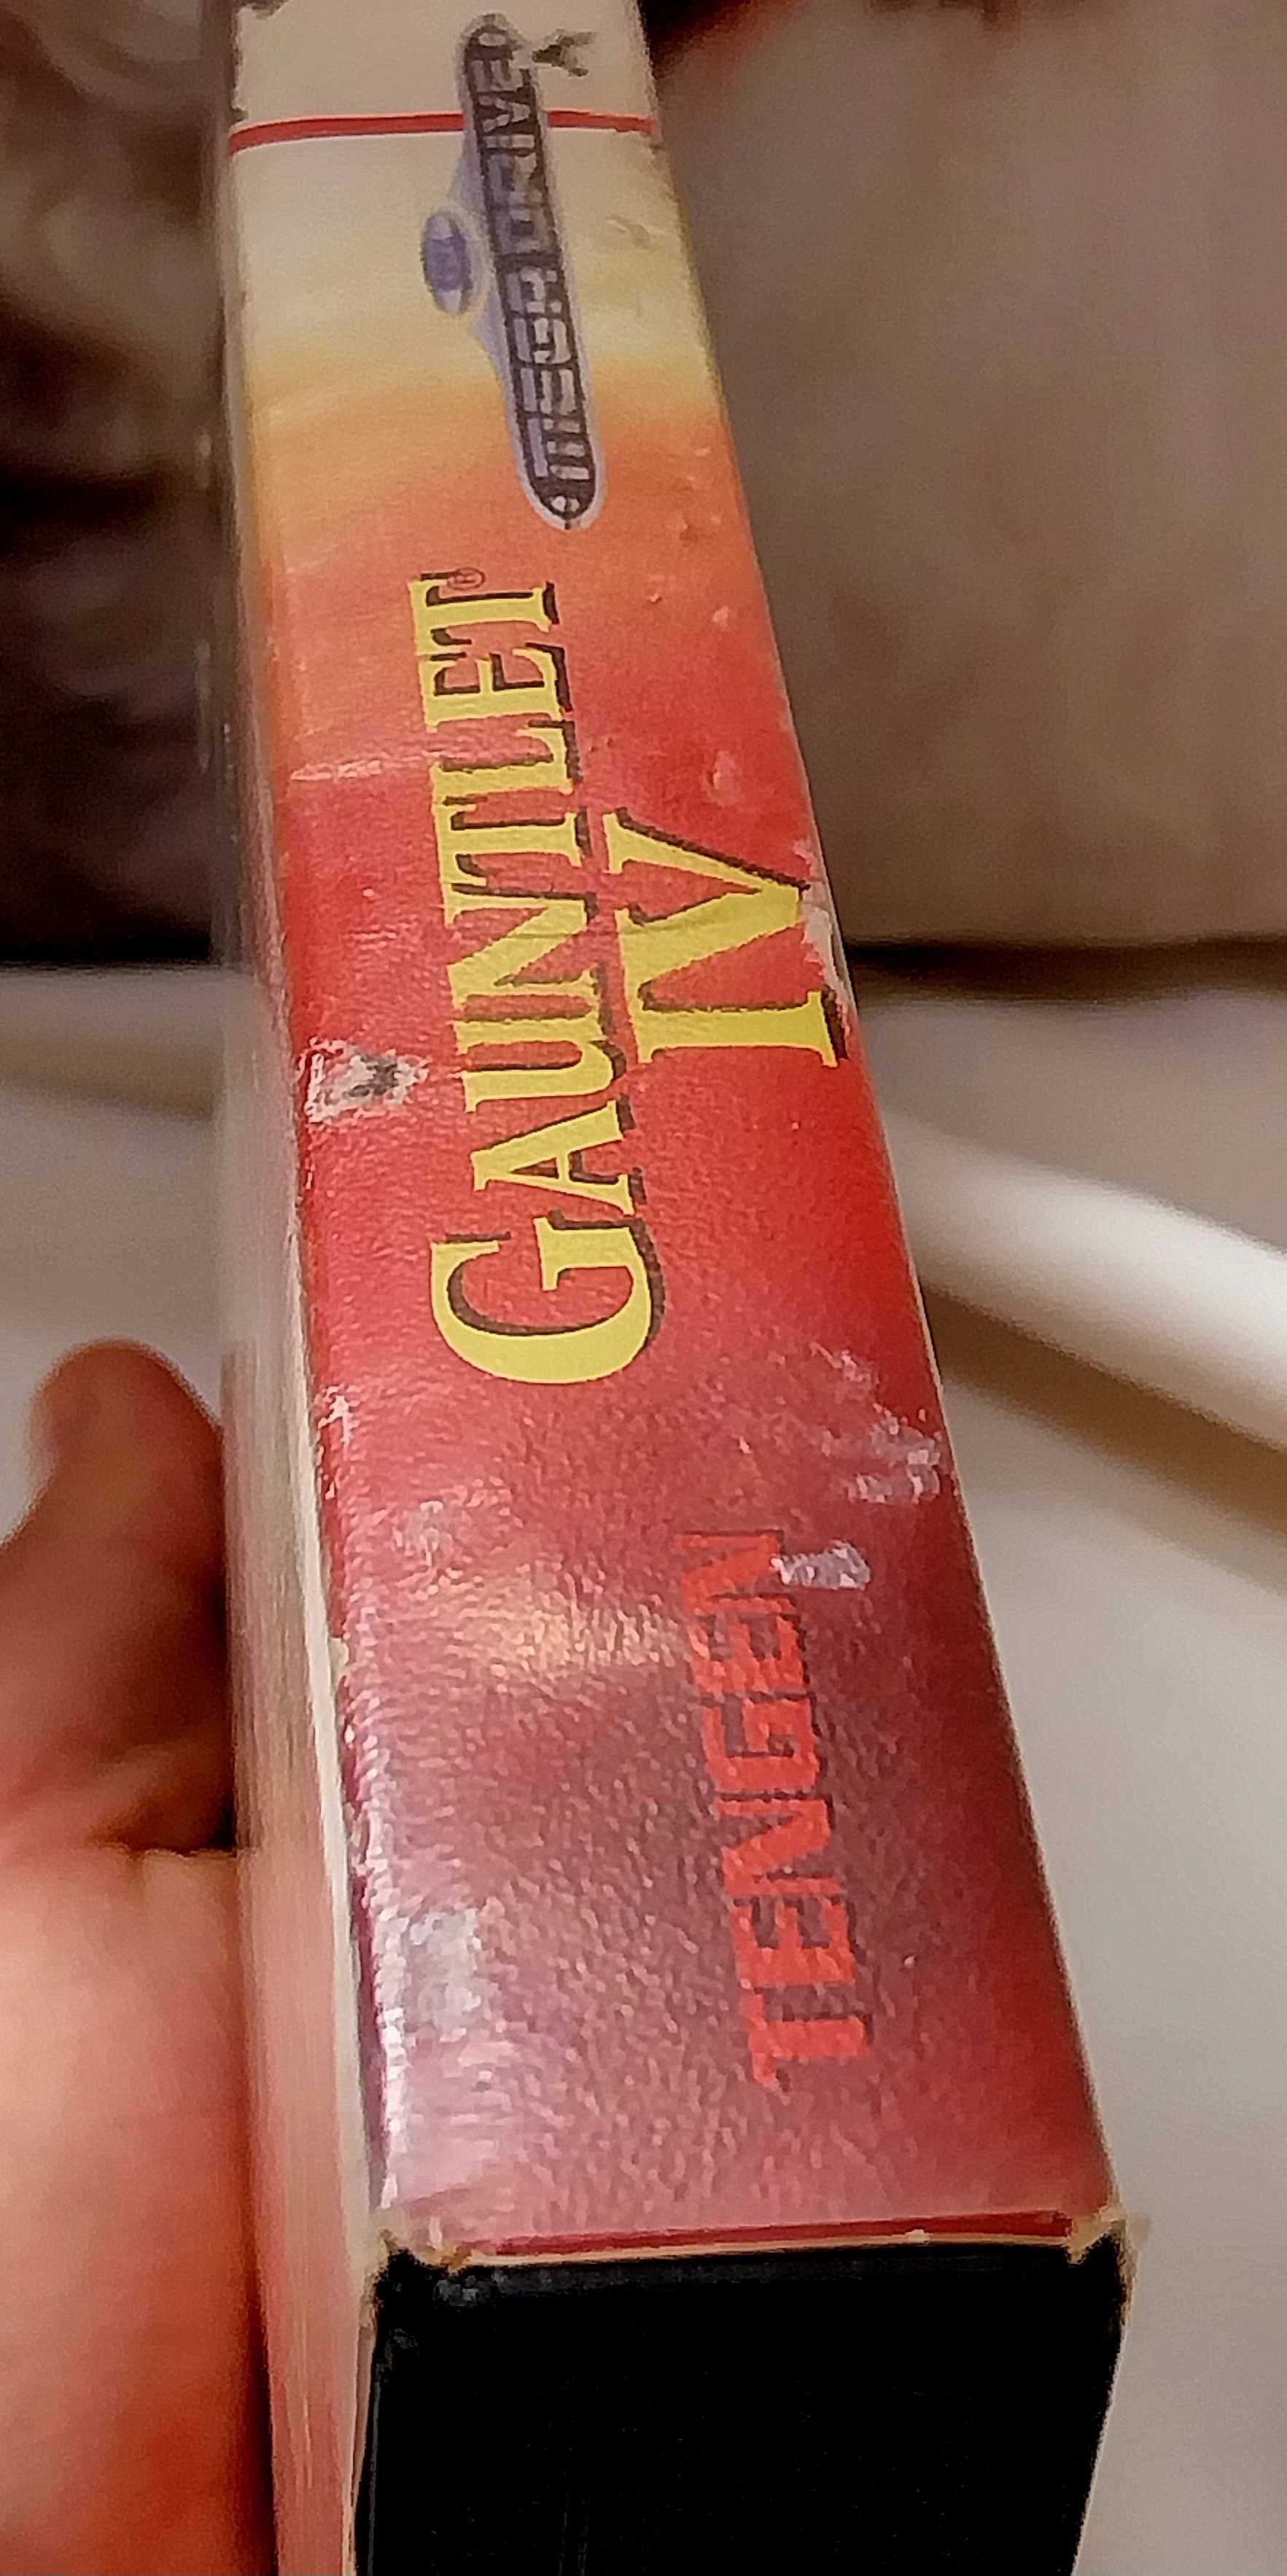 TENGEN
GAUNTLET®
IV
MEGA DRIVE